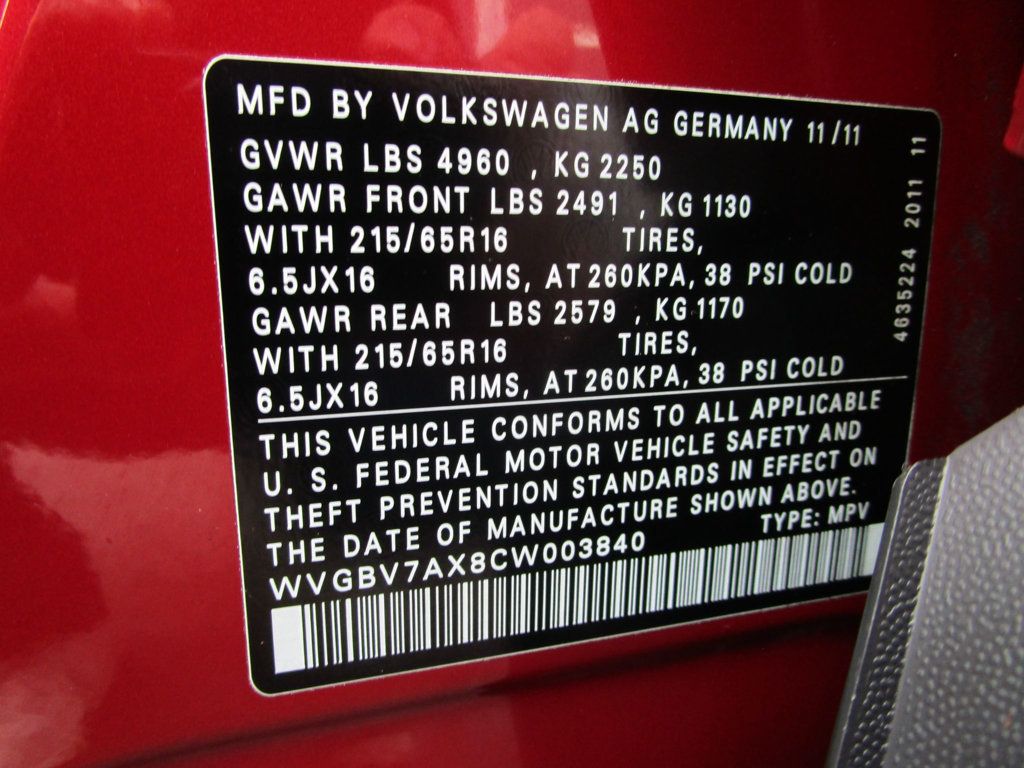 MFD BY VOLKSWAGEN AG GERMANY 11/11
GVWR LBS 4960 , KG 2250
GAWR FRONT LBS 2491 , KG 1130
WITH 215/65R16 TIRES,
6.5JX16 RIMS, AT 260KPA, 38 PSI COLD
GAWR REAR LBS 2579 , KG 1170
WITH 215/65R16 TIRES,
6.5JX16 RIMS, AT 260KPA, 38 PSI COLD
THIS VEHICLE CONFORMS TO ALL APPLICABLE
U. S. FEDERAL MOTOR VEHICLE SAFETY AND
THEFT PREVENTION STANDARDS IN EFFECT ON
THE DATE OF MANUFACTURE SHOWN ABOVE.
TYPE: MPV
WVGBV7AX8CW003840
4635224 2011 11